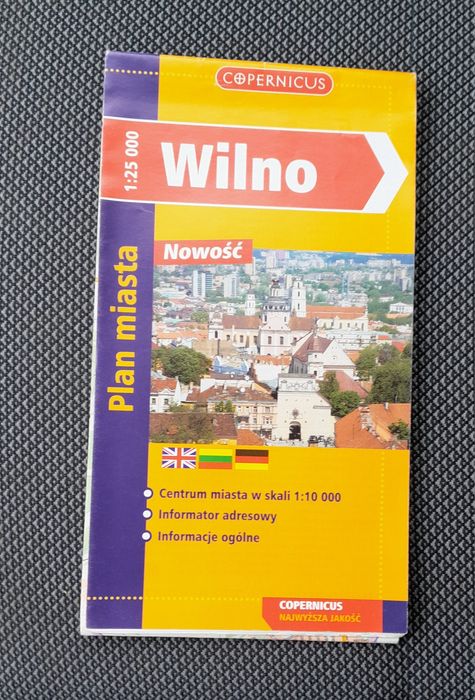 COPERNICUS
1:25 000
Wilno
Plan miasta
Nowość
Centrum miasta w skali 1:10 000
Informator adresowy
Informacje ogólne
COPERNICUS
NAJWYŻSZA JAKOŚĆ